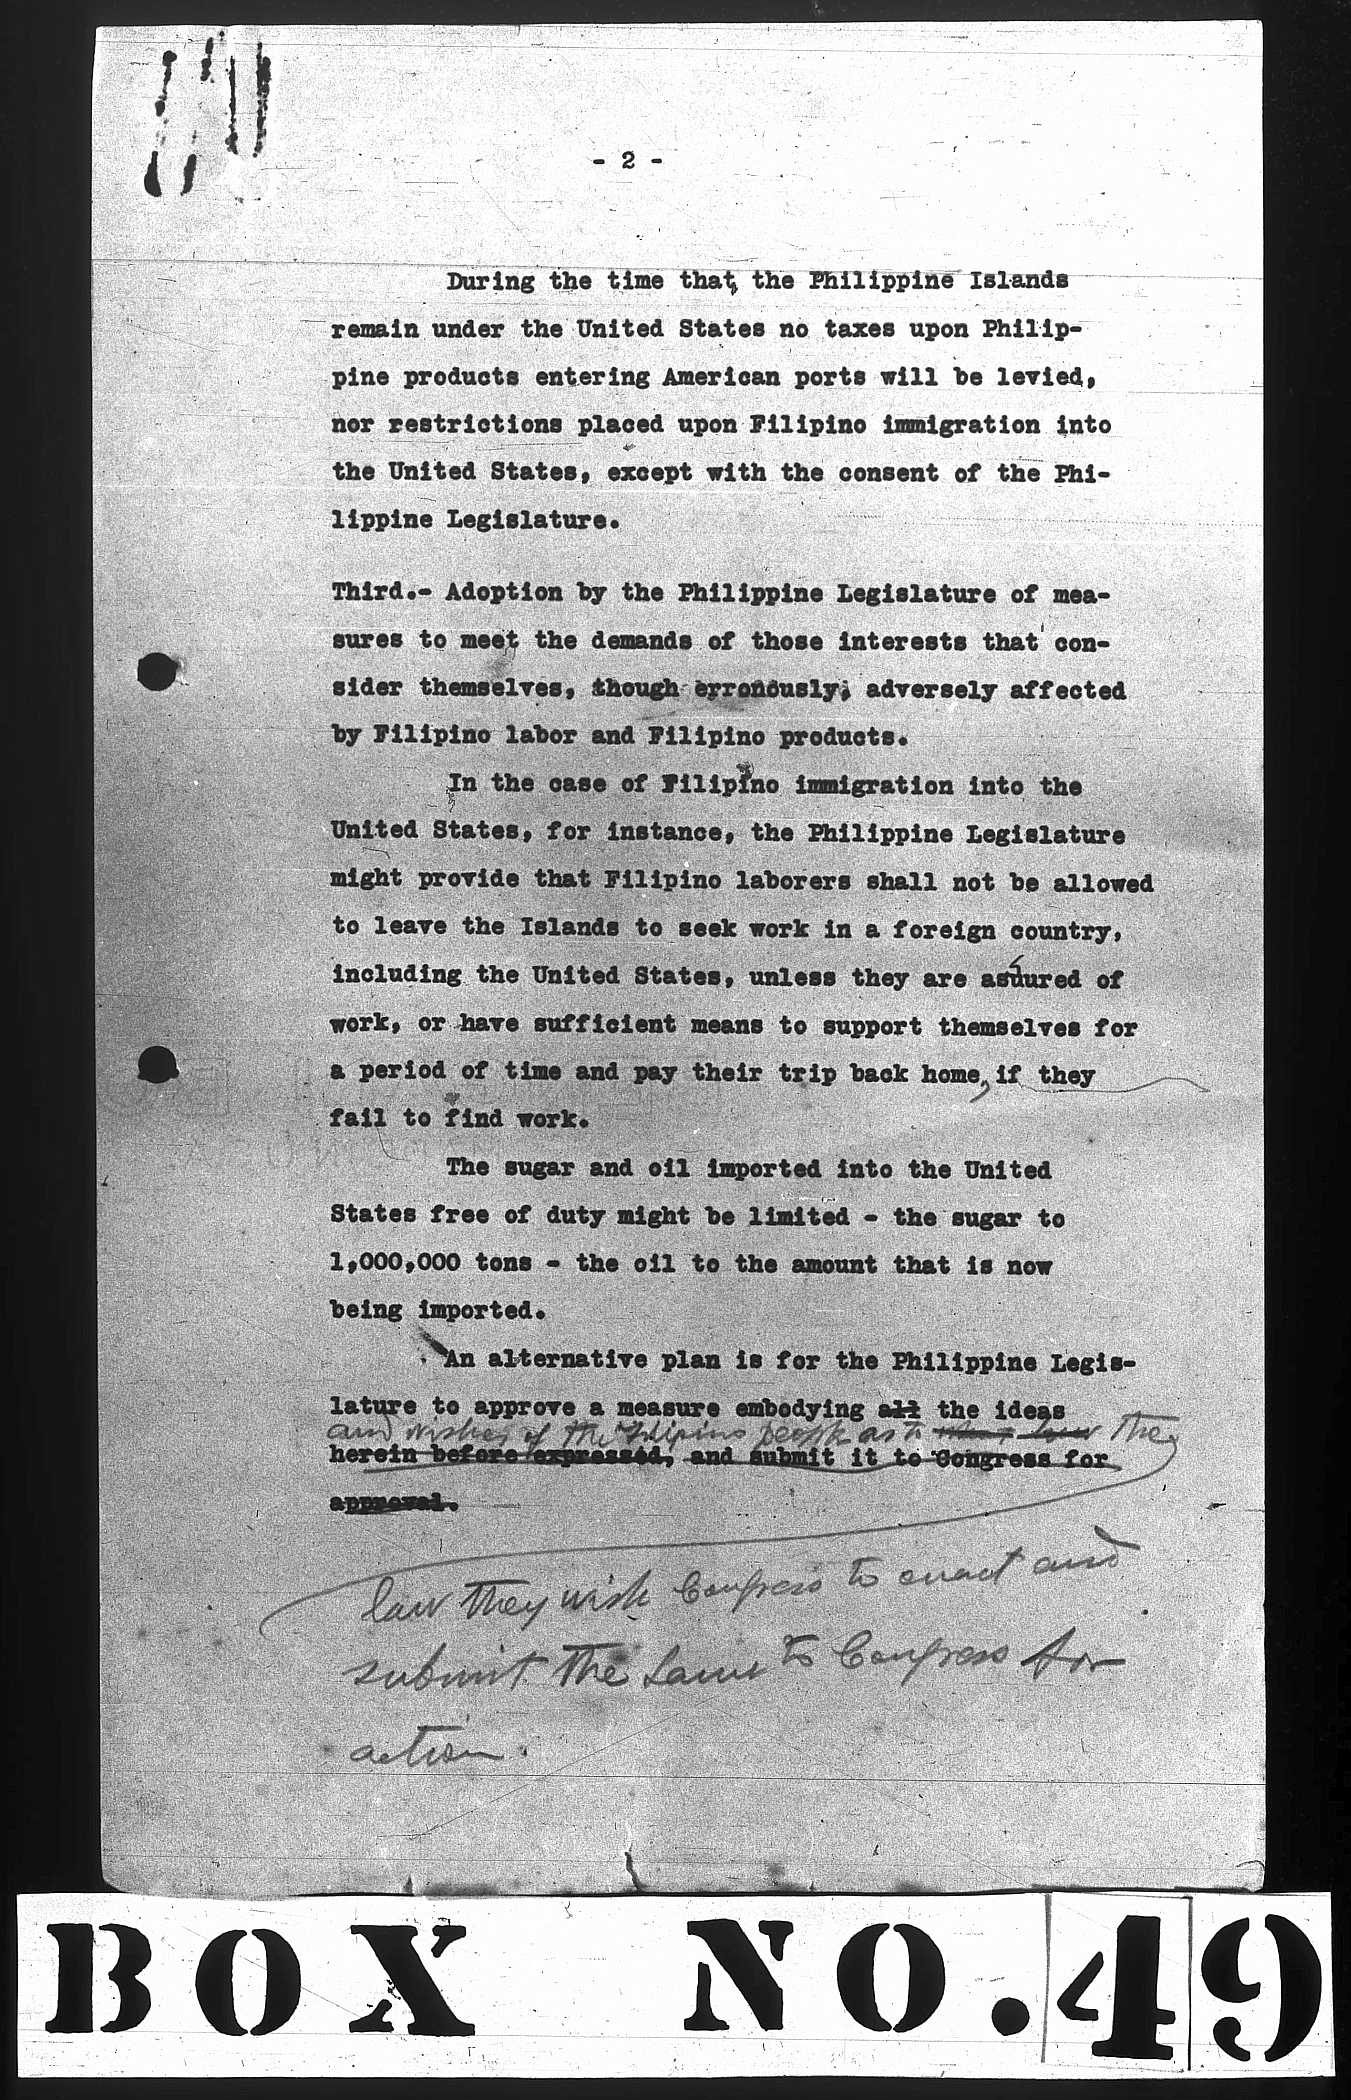 - 2 -
During the time that, the Philippine Islands
remain under the United States no taxes upon Philip-
pine products entering American ports will be levied,
nor restrictions placed upon Filipino immigration into
the United States, except with the consent of the Phi-
lippine Legislature.
Third.- Adoption by the Philippine Legislature of mea-
sures to meet the demands of those interests that con-
sider themselves, though erronously, adversely affected
by Filipino labor and Filipino products.
In the case of Filipino immigration into the
United States, for instance, the Philippine Legislature
might provide that Filipino laborers shall not be allowed
to leave the Islands to seek work in a foreign country,
including the United States, unless they are assured of
work, or have sufficient means to support themselves for
a period of time and pay their trip back home, if they
fail to find work.
The sugar and oil imported into the United
States free of duty might be limited - the sugar to
1,000,000 tons - the oil to the amount that is now
being imported.
An alternative plan is for the Philippine Legis-
lature to approve a measure embodying all the ideas
and wishes of the Filipino people as to the
herein before expressed, and submit it to Congress for
approval.
law they wish Congress to enact and
submit the same to Congress for
action.
BOX NO. 49